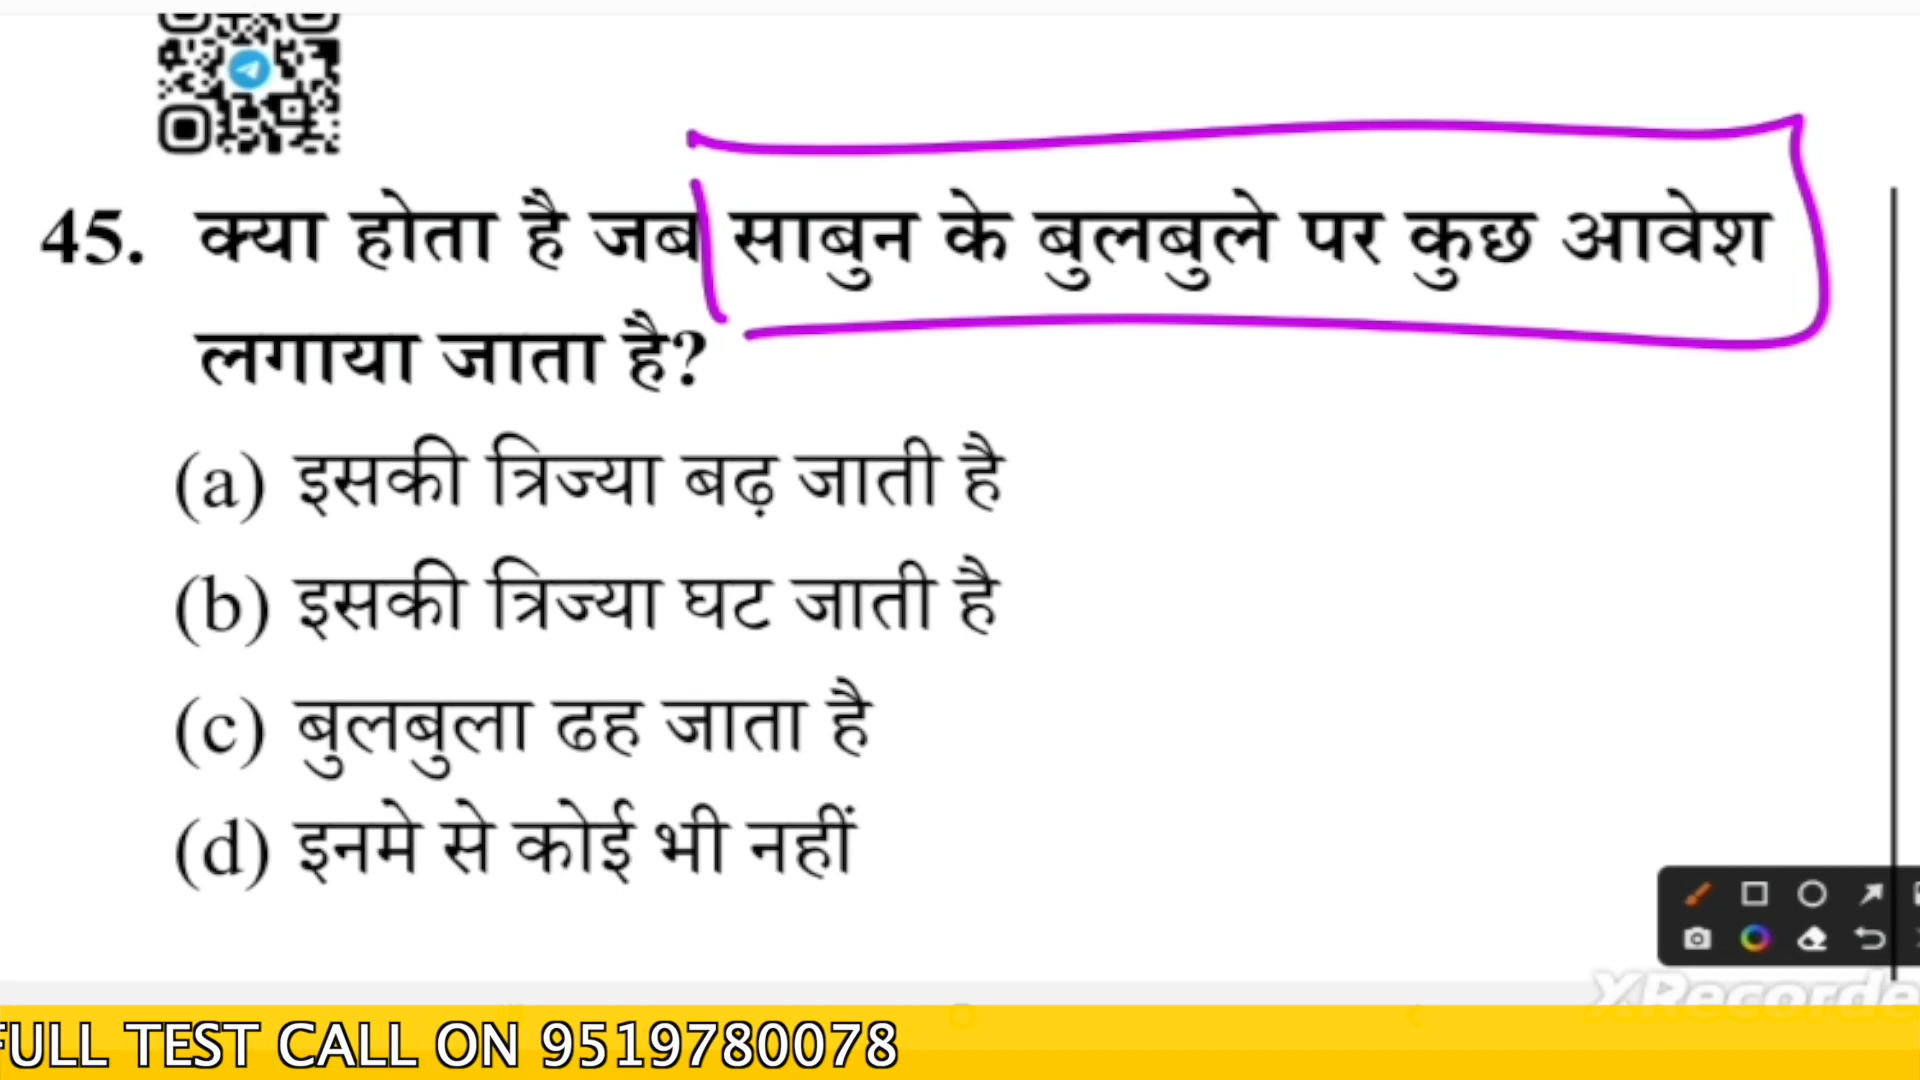 45. क्या होता है जब साबुन के बुलबुले पर कुछ आवेश
लगाया जाता है?
(a) इसकी त्रिज्या बढ़ जाती है
(b) इसकी त्रिज्या घट जाती है
(c) बुलबुला ढह जाता है
(d) इनमे से कोई भी नहीं
XRecorde
FULL TEST CALL ON 9519780078